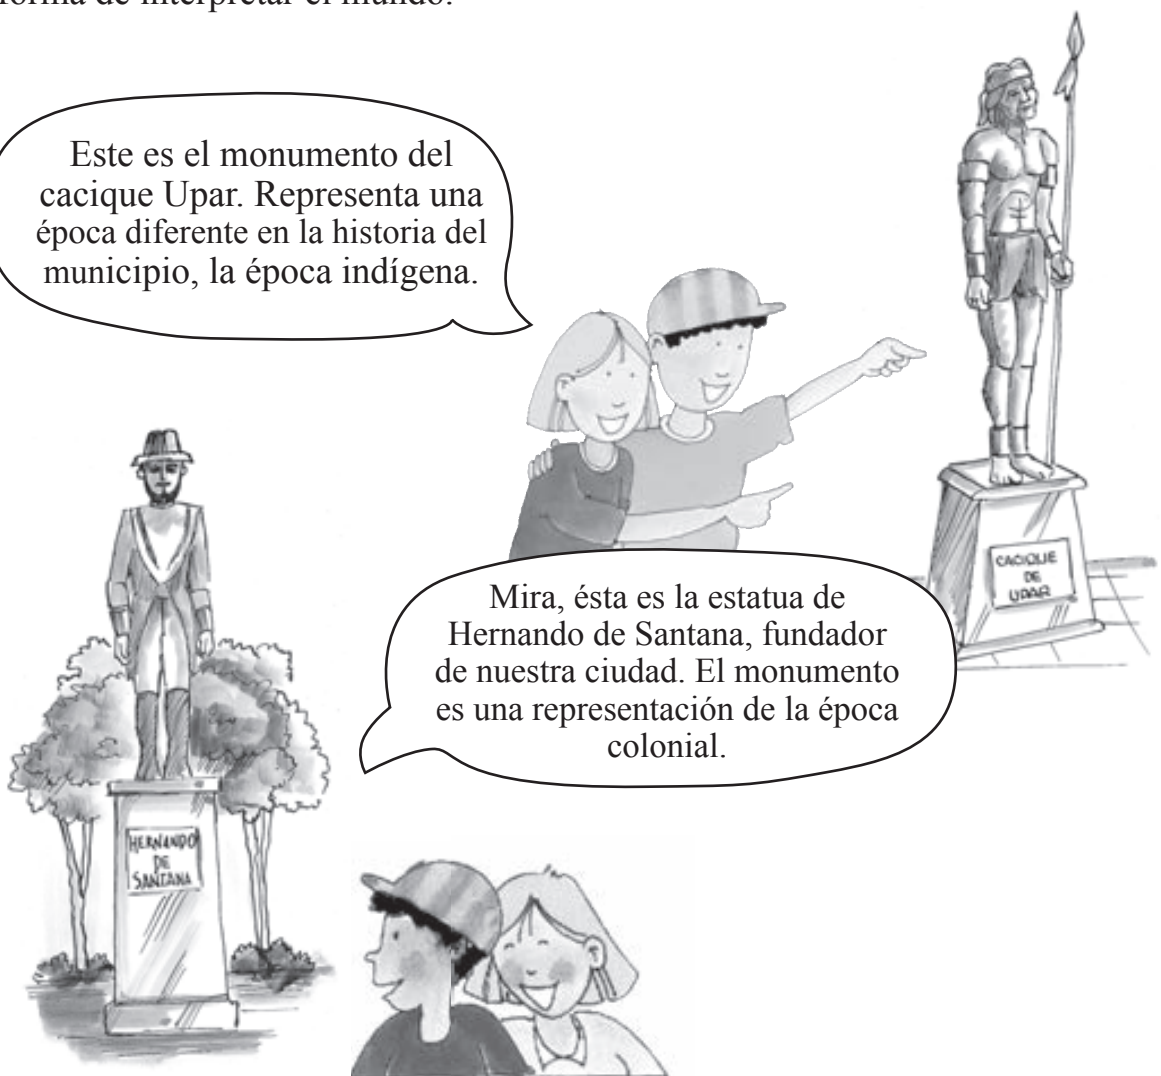 forma de interpretar el mundo.
Este es el monumento del
cacique Upar. Representa una
época diferente en la historia del
municipio, la época indígena.
CACIQUE
DE
UPAR
Mira, ésta es la estatua de
Hernando de Santana, fundador
de nuestra ciudad. El monumento
es una representación de la época
colonial.
HERNANDO
DE
SANTANA